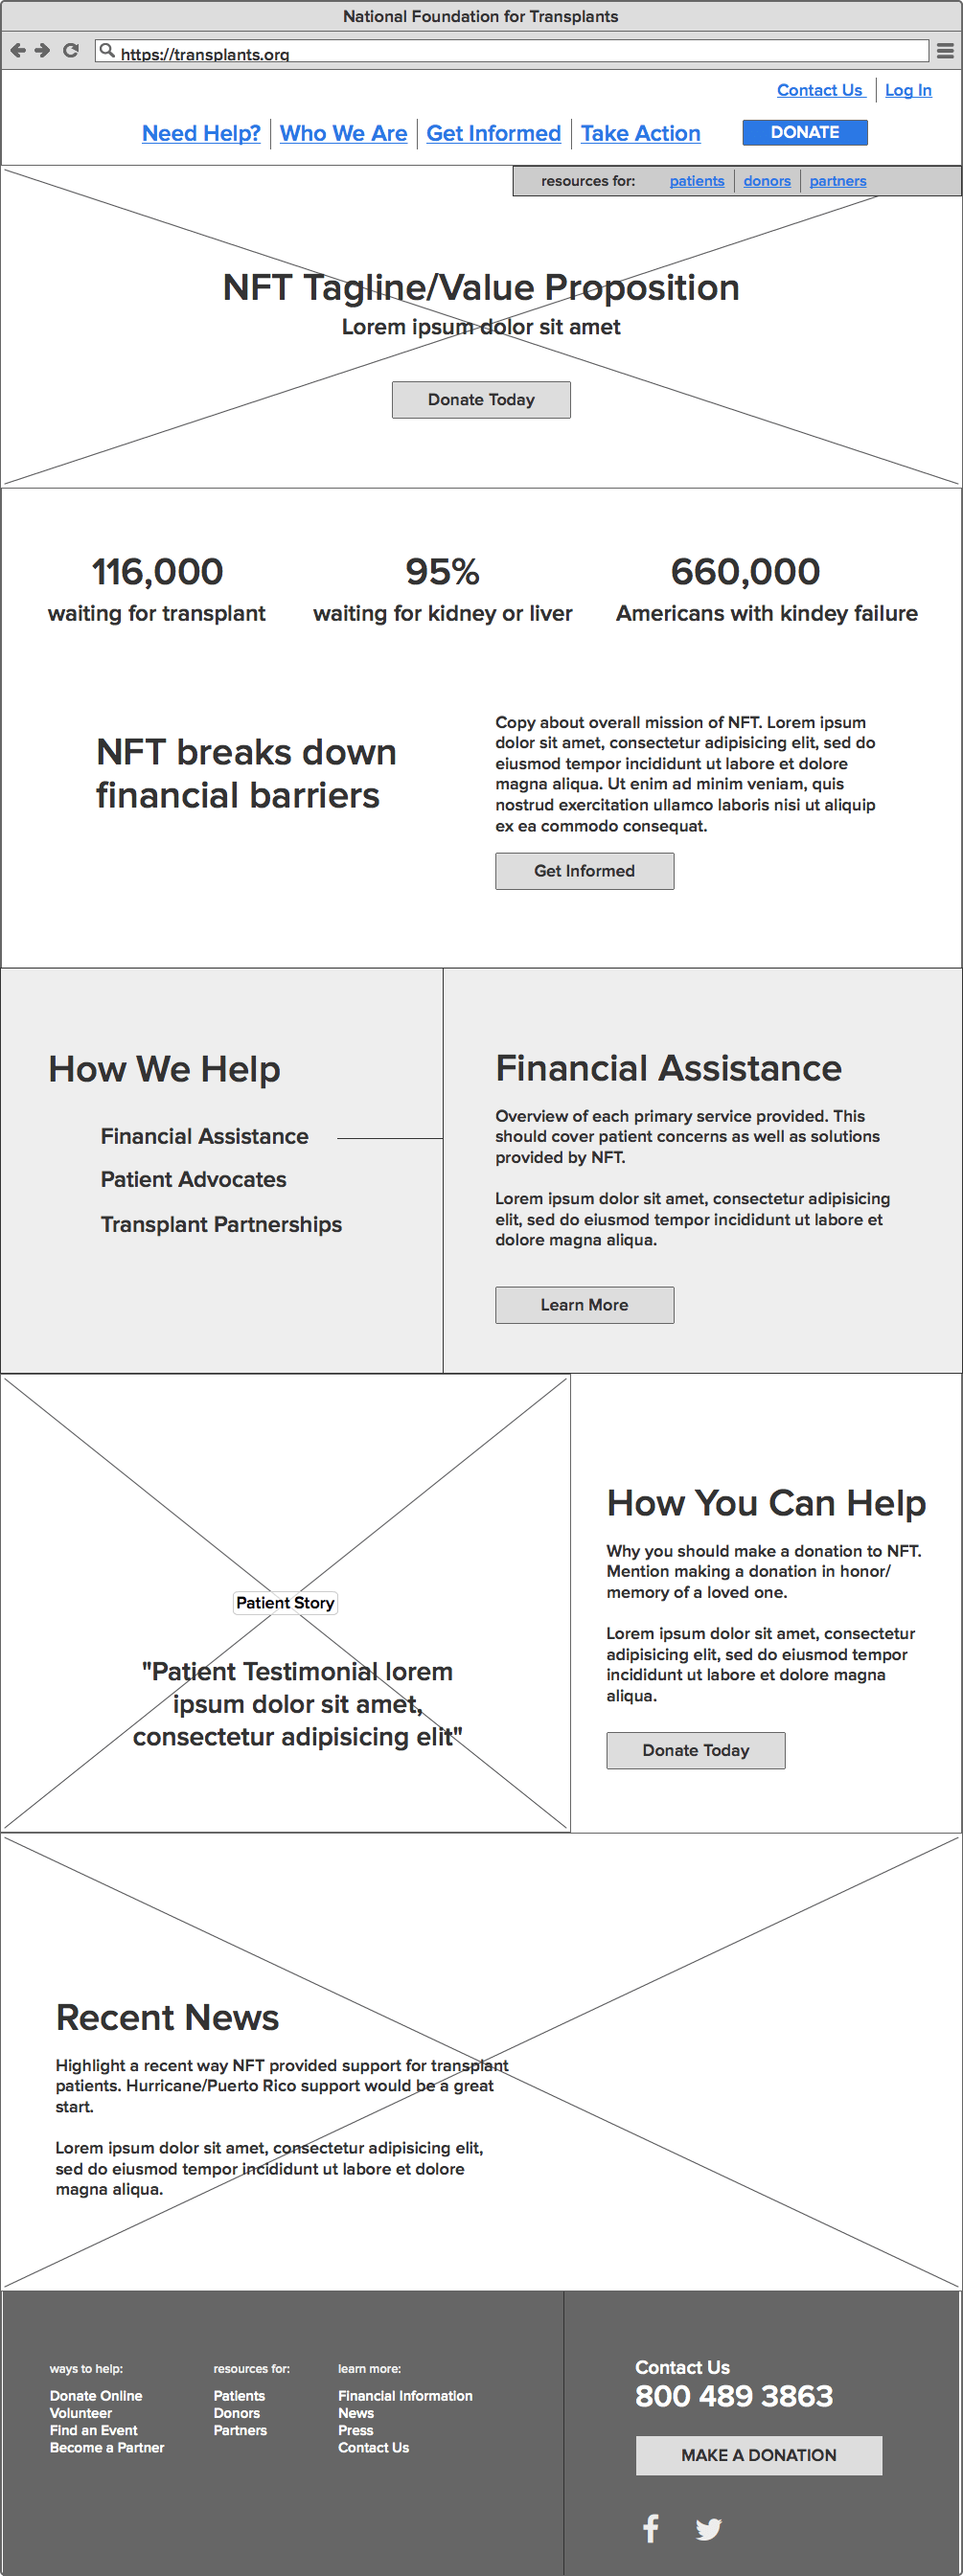 National Foundation for Transplants
https://transplants.org
Contact Us Log In
Need Help? Who We Are Get Informed Take Action DONATE
resources for: patients donors partners
NFT Tagline/Value Proposition
Lorem ipsum dolor sit amet
Donate Today
116,000 95% 660,000
waiting for transplant waiting for kidney or liver Americans with kindey failure
NFT breaks down
financial barriers
Copy about overall mission of NFT. Lorem ipsum
dolor sit amet, consectetur adipisicing elit, sed do
eiusmod tempor incididunt ut labore et dolore
magna aliqua. Ut enim ad minim veniam, quis
nostrud exercitation ullamco laboris nisi ut aliquip
ex ea commodo consequat.
Get Informed
How We Help
Financial Assistance
Patient Advocates
Transplant Partnerships
Financial Assistance
Overview of each primary service provided. This
should cover patient concerns as well as solutions
provided by NFT.
Lorem ipsum dolor sit amet, consectetur adipisicing
elit, sed do eiusmod tempor incididunt ut labore et
dolore magna aliqua.
Learn More
Patient Story
"Patient Testimonial lorem
ipsum dolor sit amet,
consectetur adipisicing elit"
How You Can Help
Why you should make a donation to NFT.
Mention making a donation in honor/
memory of a loved one.
Lorem ipsum dolor sit amet, consectetur
adipisicing elit, sed do eiusmod tempor
incididunt ut labore et dolore magna
aliqua.
Donate Today
Recent News
Highlight a recent way NFT provided support for transplant
patients. Hurricane/Puerto Rico support would be a great
start.
Lorem ipsum dolor sit amet, consectetur adipisicing elit,
sed do eiusmod tempor incididunt ut labore et dolore
magna aliqua.
ways to help:
Donate Online
Volunteer
Find an Event
Become a Partner
resources for:
Patients
Donors
Partners
learn more:
Financial Information
News
Press
Contact Us
Contact Us
800 489 3863
MAKE A DONATION